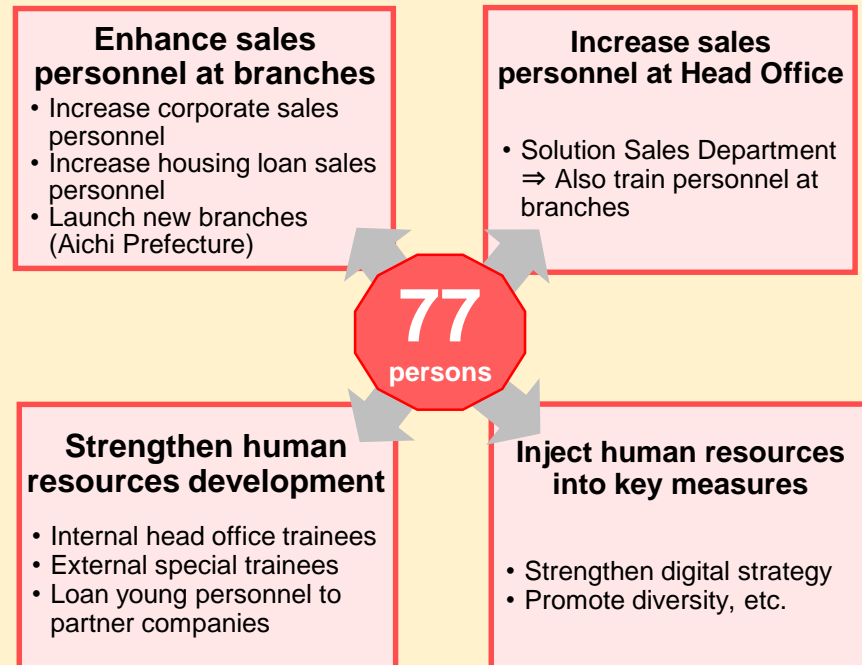 Enhance sales
personnel at branches
• Increase corporate sales
personnel
• Increase housing loan sales
personnel
• Launch new branches
(Aichi Prefecture)
Increase sales
personnel at Head Office
• Solution Sales Department
⇒ Also train personnel at
branches
77
persons
Strengthen human
resources development
• Internal head office trainees
• External special trainees
• Loan young personnel to
partner companies
Inject human resources
into key measures
• Strengthen digital strategy
• Promote diversity, etc.